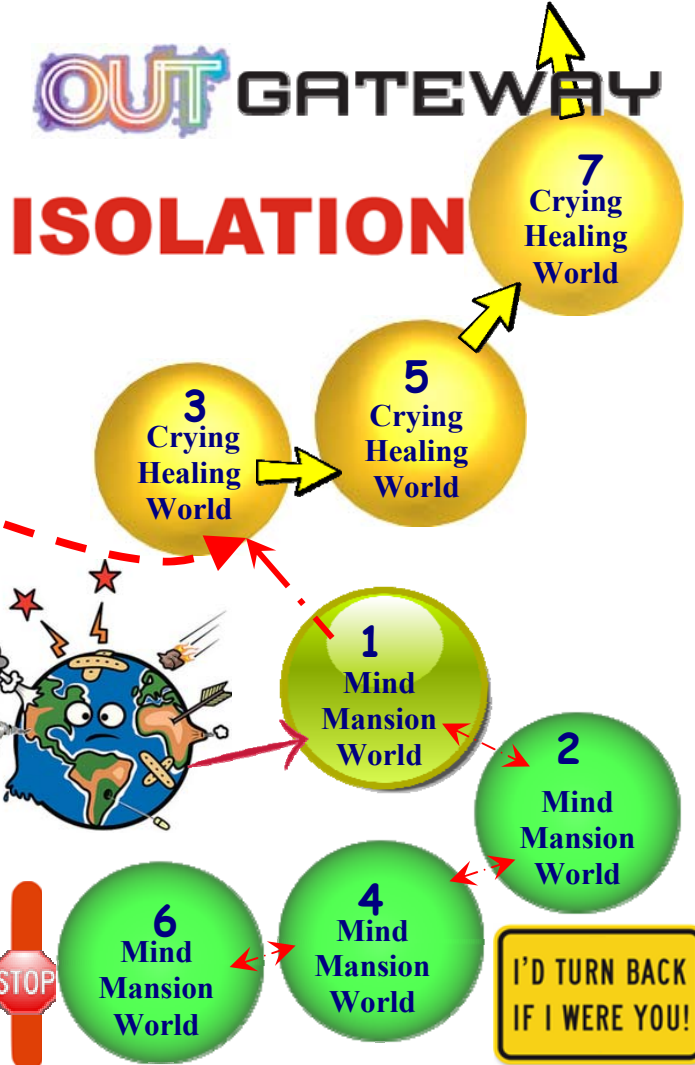 OUT GATEWAY
7
Crying
Healing
World
ISOLATION
5
Crying
Healing
World
3
Crying
Healing
World
1
Mind
Mansion
World
2
Mind
Mansion
World
4
Mind
Mansion
World
6
Mind
Mansion
World
STOP
I'D TURN BACK
IF I WERE YOU!